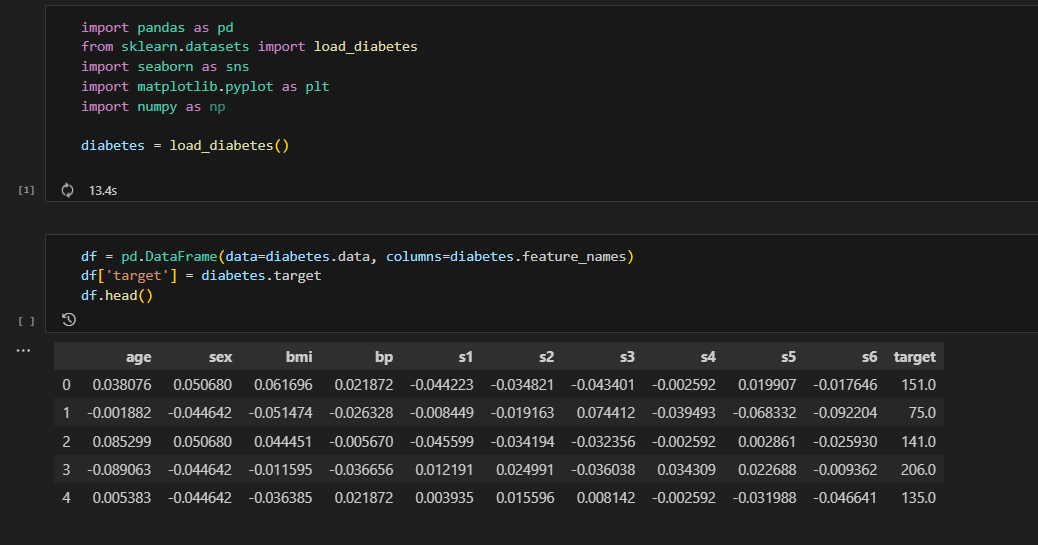 import pandas as pd
from sklearn.datasets import load_diabetes
import seaborn as sns
import matplotlib.pyplot as plt
import numpy as np
diabetes = load_diabetes()
[1] 13.4s
df = pd.DataFrame(data=diabetes.data, columns=diabetes.feature_names)
df['target'] = diabetes.target
df.head()
[ ]
...
age sex bmi bp s1 s2 s3 s4 s5 s6 target
0 0.038076 0.050680 0.061696 0.021872 -0.044223 -0.034821 -0.043401 -0.002592 0.019907 -0.017646 151.0
1 -0.001882 -0.044642 -0.051474 -0.026328 -0.008449 -0.019163 0.074412 -0.039493 -0.068332 -0.092204 75.0
2 0.085299 0.050680 0.044451 -0.005670 -0.045599 -0.034194 -0.032356 -0.002592 0.002861 -0.025930 141.0
3 -0.089063 -0.044642 -0.011595 -0.036656 0.012191 0.024991 -0.036038 0.034309 0.022688 -0.009362 206.0
4 0.005383 -0.044642 -0.036385 0.021872 0.003935 0.015596 0.008142 -0.002592 -0.031988 -0.046641 135.0